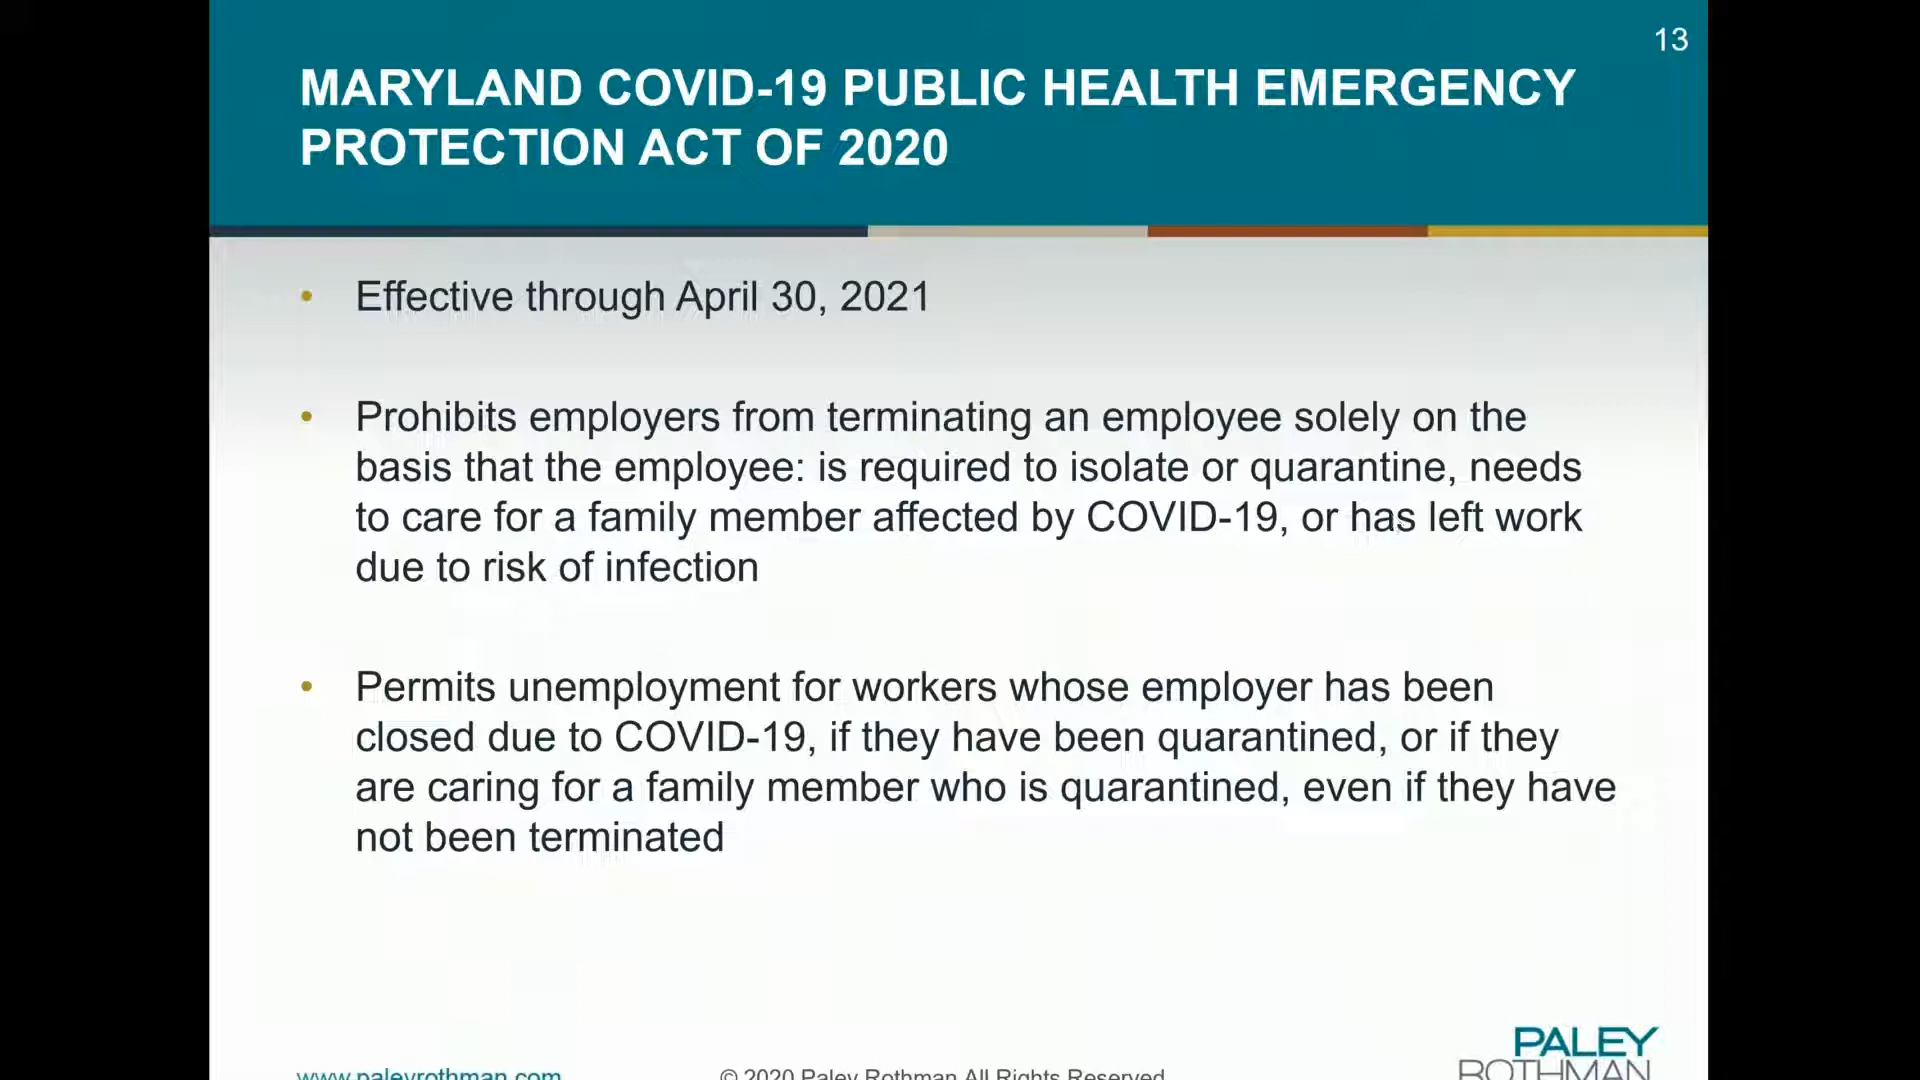 13
MARYLAND COVID-19 PUBLIC HEALTH EMERGENCY
PROTECTION ACT OF 2020
• Effective through April 30, 2021
• Prohibits employers from terminating an employee solely on the
basis that the employee: is required to isolate or quarantine, needs
to care for a family member affected by COVID-19, or has left work
due to risk of infection
• Permits unemployment for workers whose employer has been
closed due to COVID-19, if they have been quarantined, or if they
are caring for a family member who is quarantined, even if they have
not been terminated
PALEY
ROTHMAN
www.paleyrothman.com
© 2020 Paley Rothman All Rights Reserved